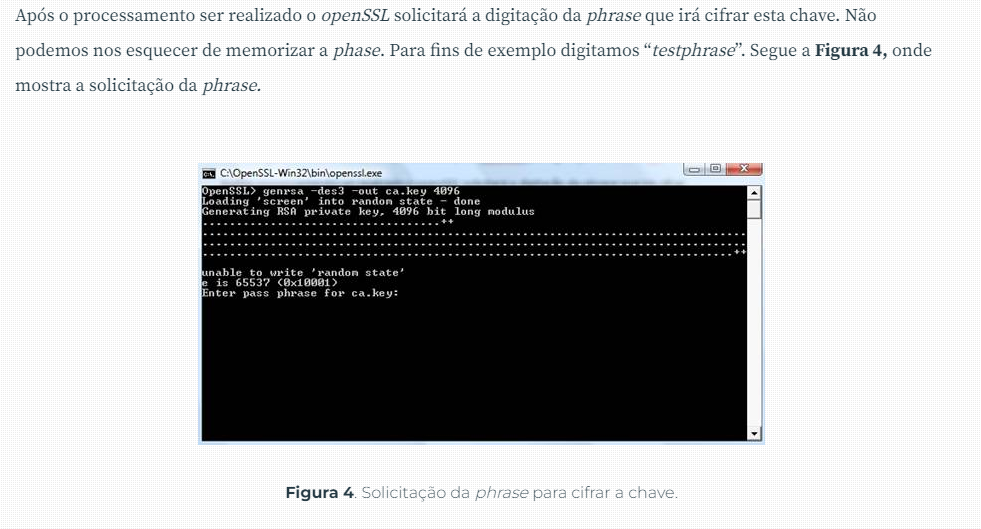 Após o processamento ser realizado o openSSL solicitará a digitação da phrase que irá cifrar esta chave. Não
podemos nos esquecer de memorizar a phase. Para fins de exemplo digitamos “testphrase”. Segue a Figura 4, onde
mostra a solicitação da phrase.
C:\OpenSSL-Win32\bin\openssl.exe
OpenSSL> genrsa -des3 -out ca.key 4096
Loading 'screen' into random state - done
Generating RSA private key, 4096 bit long modulus
unable to write 'random state'
e is 65537 (0x10001)
Enter pass phrase for ca.key:
Figura 4. Solicitação da phrase para cifrar a chave.